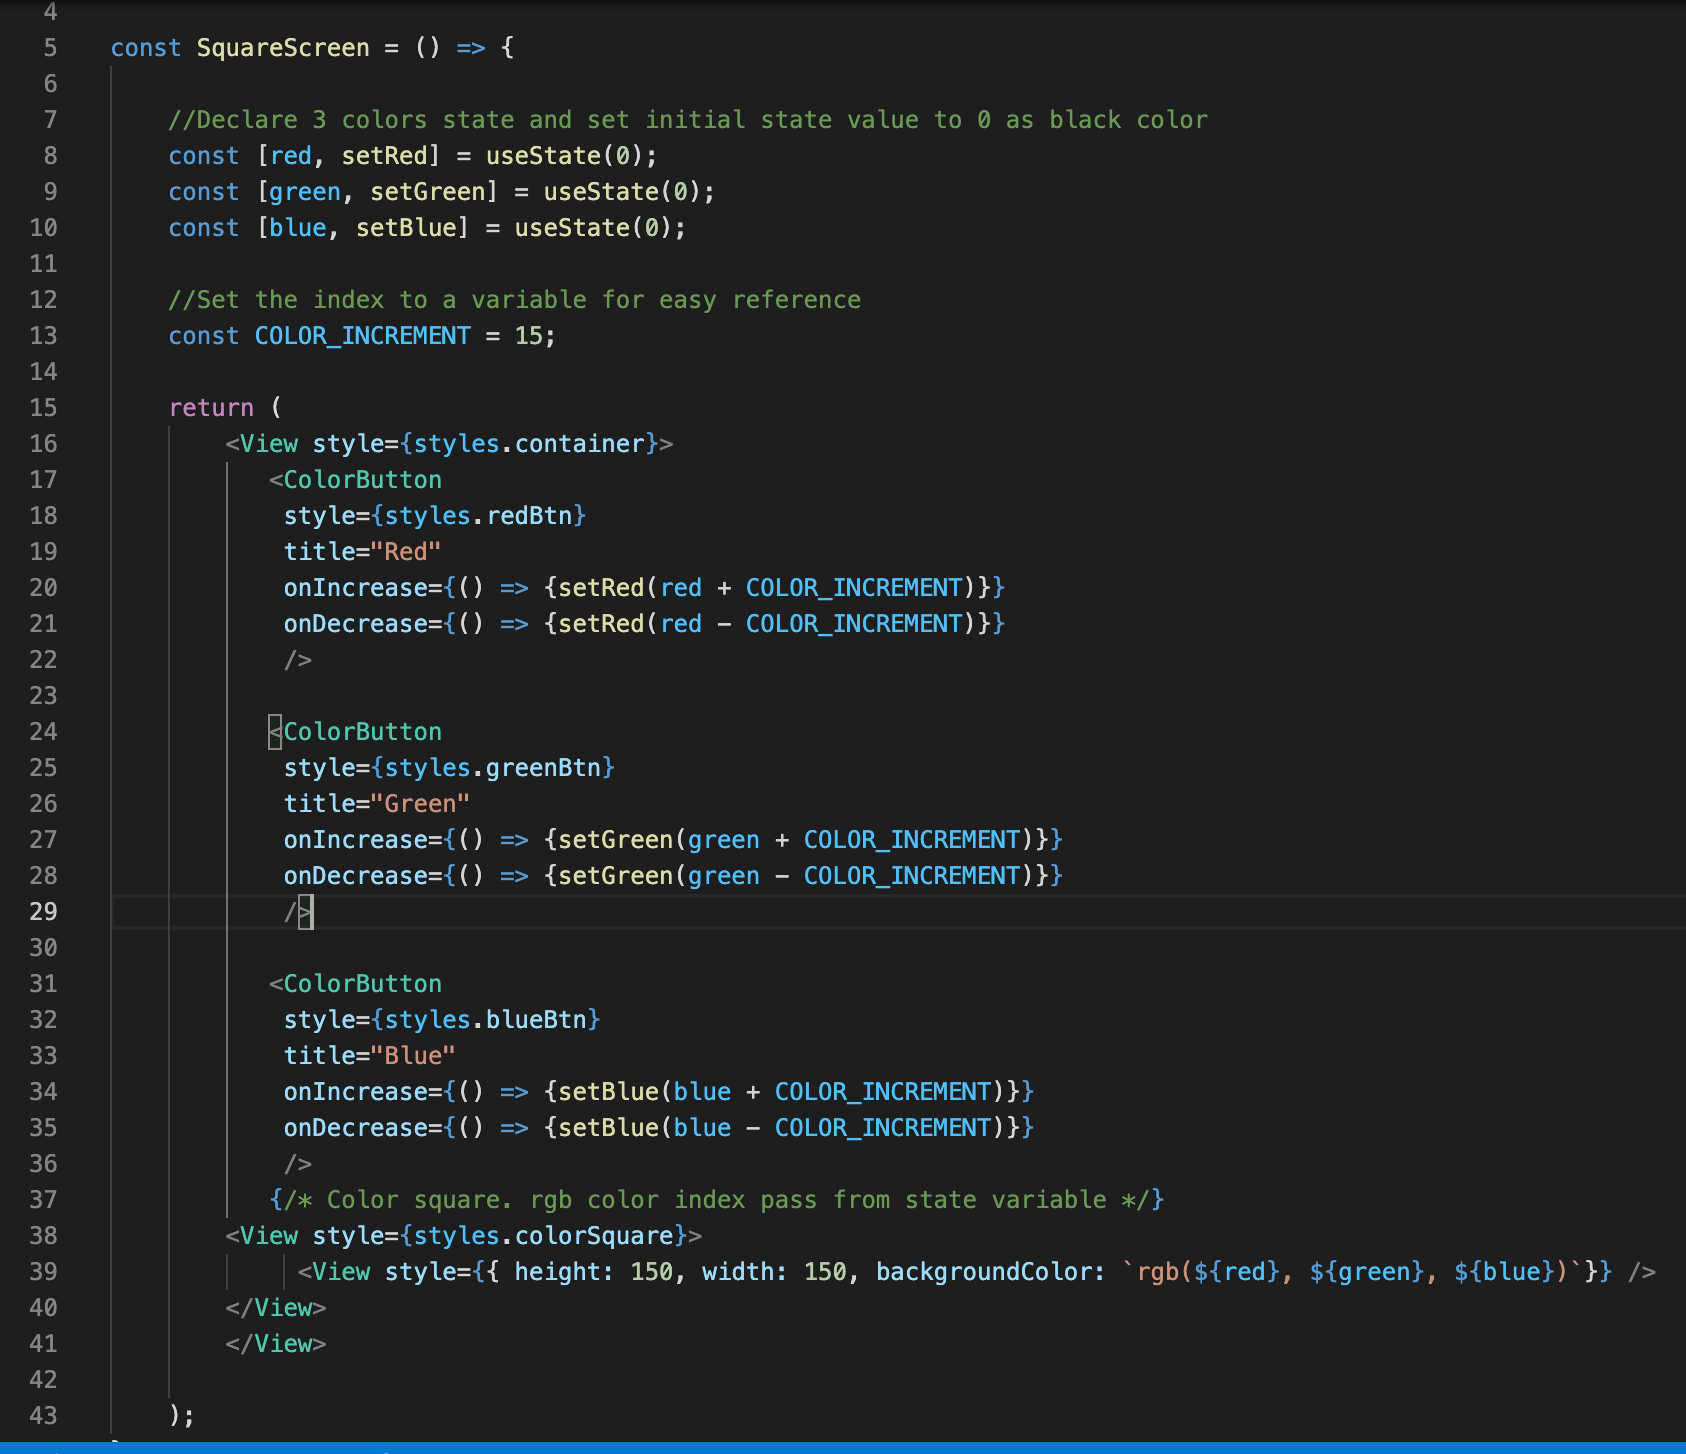 4
5 const SquareScreen = () => {
6
7 //Declare 3 colors state and set initial state value to 0 as black color
8 const [red, setRed] = useState(0);
9 const [green, setGreen] = useState(0);
10 const [blue, setBlue] = useState(0);
11
12 //Set the index to a variable for easy reference
13 const COLOR_INCREMENT = 15;
14
15 return (
16 <View style={styles.container}>
17 <ColorButton
18 style={styles.redBtn}
19 title="Red"
20 onIncrease={() => {setRed(red + COLOR_INCREMENT)}}
21 onDecrease={() => {setRed(red - COLOR_INCREMENT)}}
22 />
23
24 <ColorButton
25 style={styles.greenBtn}
26 title="Green"
27 onIncrease={() => {setGreen(green + COLOR_INCREMENT)}}
28 onDecrease={() => {setGreen(green - COLOR_INCREMENT)}}
29 />
30
31 <ColorButton
32 style={styles.blueBtn}
33 title="Blue"
34 onIncrease={() => {setBlue(blue + COLOR_INCREMENT)}}
35 onDecrease={() => {setBlue(blue - COLOR_INCREMENT)}}
36 />
37 {/* Color square. rgb color index pass from state variable */}
38 <View style={styles.colorSquare}>
39 <View style={{ height: 150, width: 150, backgroundColor: `rgb(${red}, ${green}, ${blue})`}} />
40 </View>
41 </View>
42
43 );